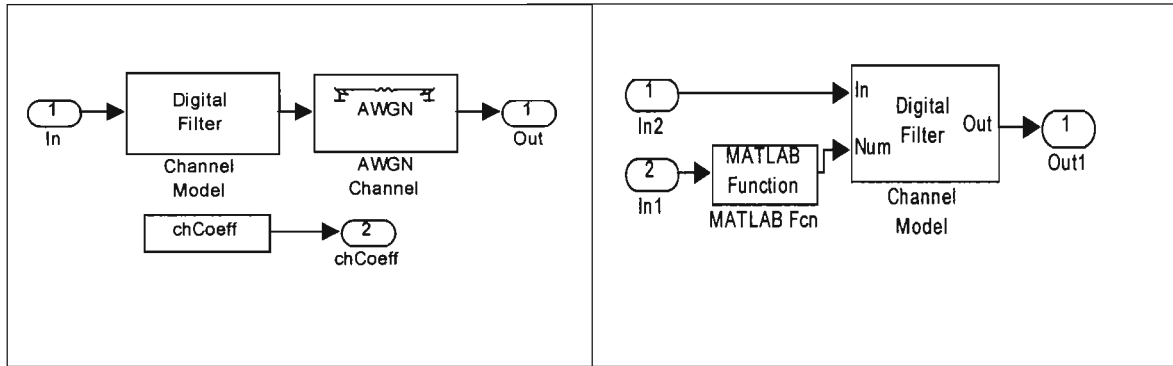 1
In
Digital
Filter
Channel
Model
AWGN
AWGN
Channel
1
Out
chCoeff
2
chCoeff
1
In2
2
In1
MATLAB
Function
MATLAB Fcn
In
Num
Digital
Filter
Out
Channel
Model
1
Out1